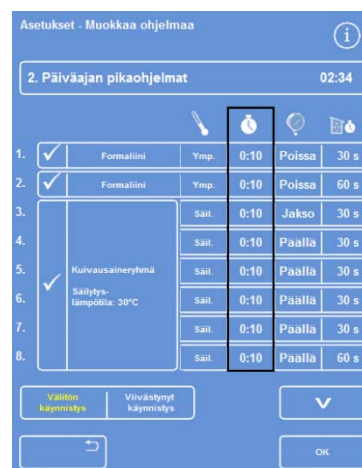 Asetukset - Muokkaa ohjelmaa
i
2. Päiväajan pikaohjelmat 02:34
1. Formaliini Ymp. 0:10 Poissa 30 s
2. Formaliini Ymp. 0:10 Poissa 60 s
3. Säil. 0:10 Jakso 30 s
4. Säil. 0:10 Päällä 30 s
5. Kuivausaineryhmä Säil. 0:10 Päällä 30 s
6. Säilytys-
lämpötila: 30°C Säil. 0:10 Päällä 30 s
7. Säil. 0:10 Päällä 30 s
8. Säil. 0:10 Päällä 60 s
Välitön
käynnistys
Viivästynyt
käynnistys
OK